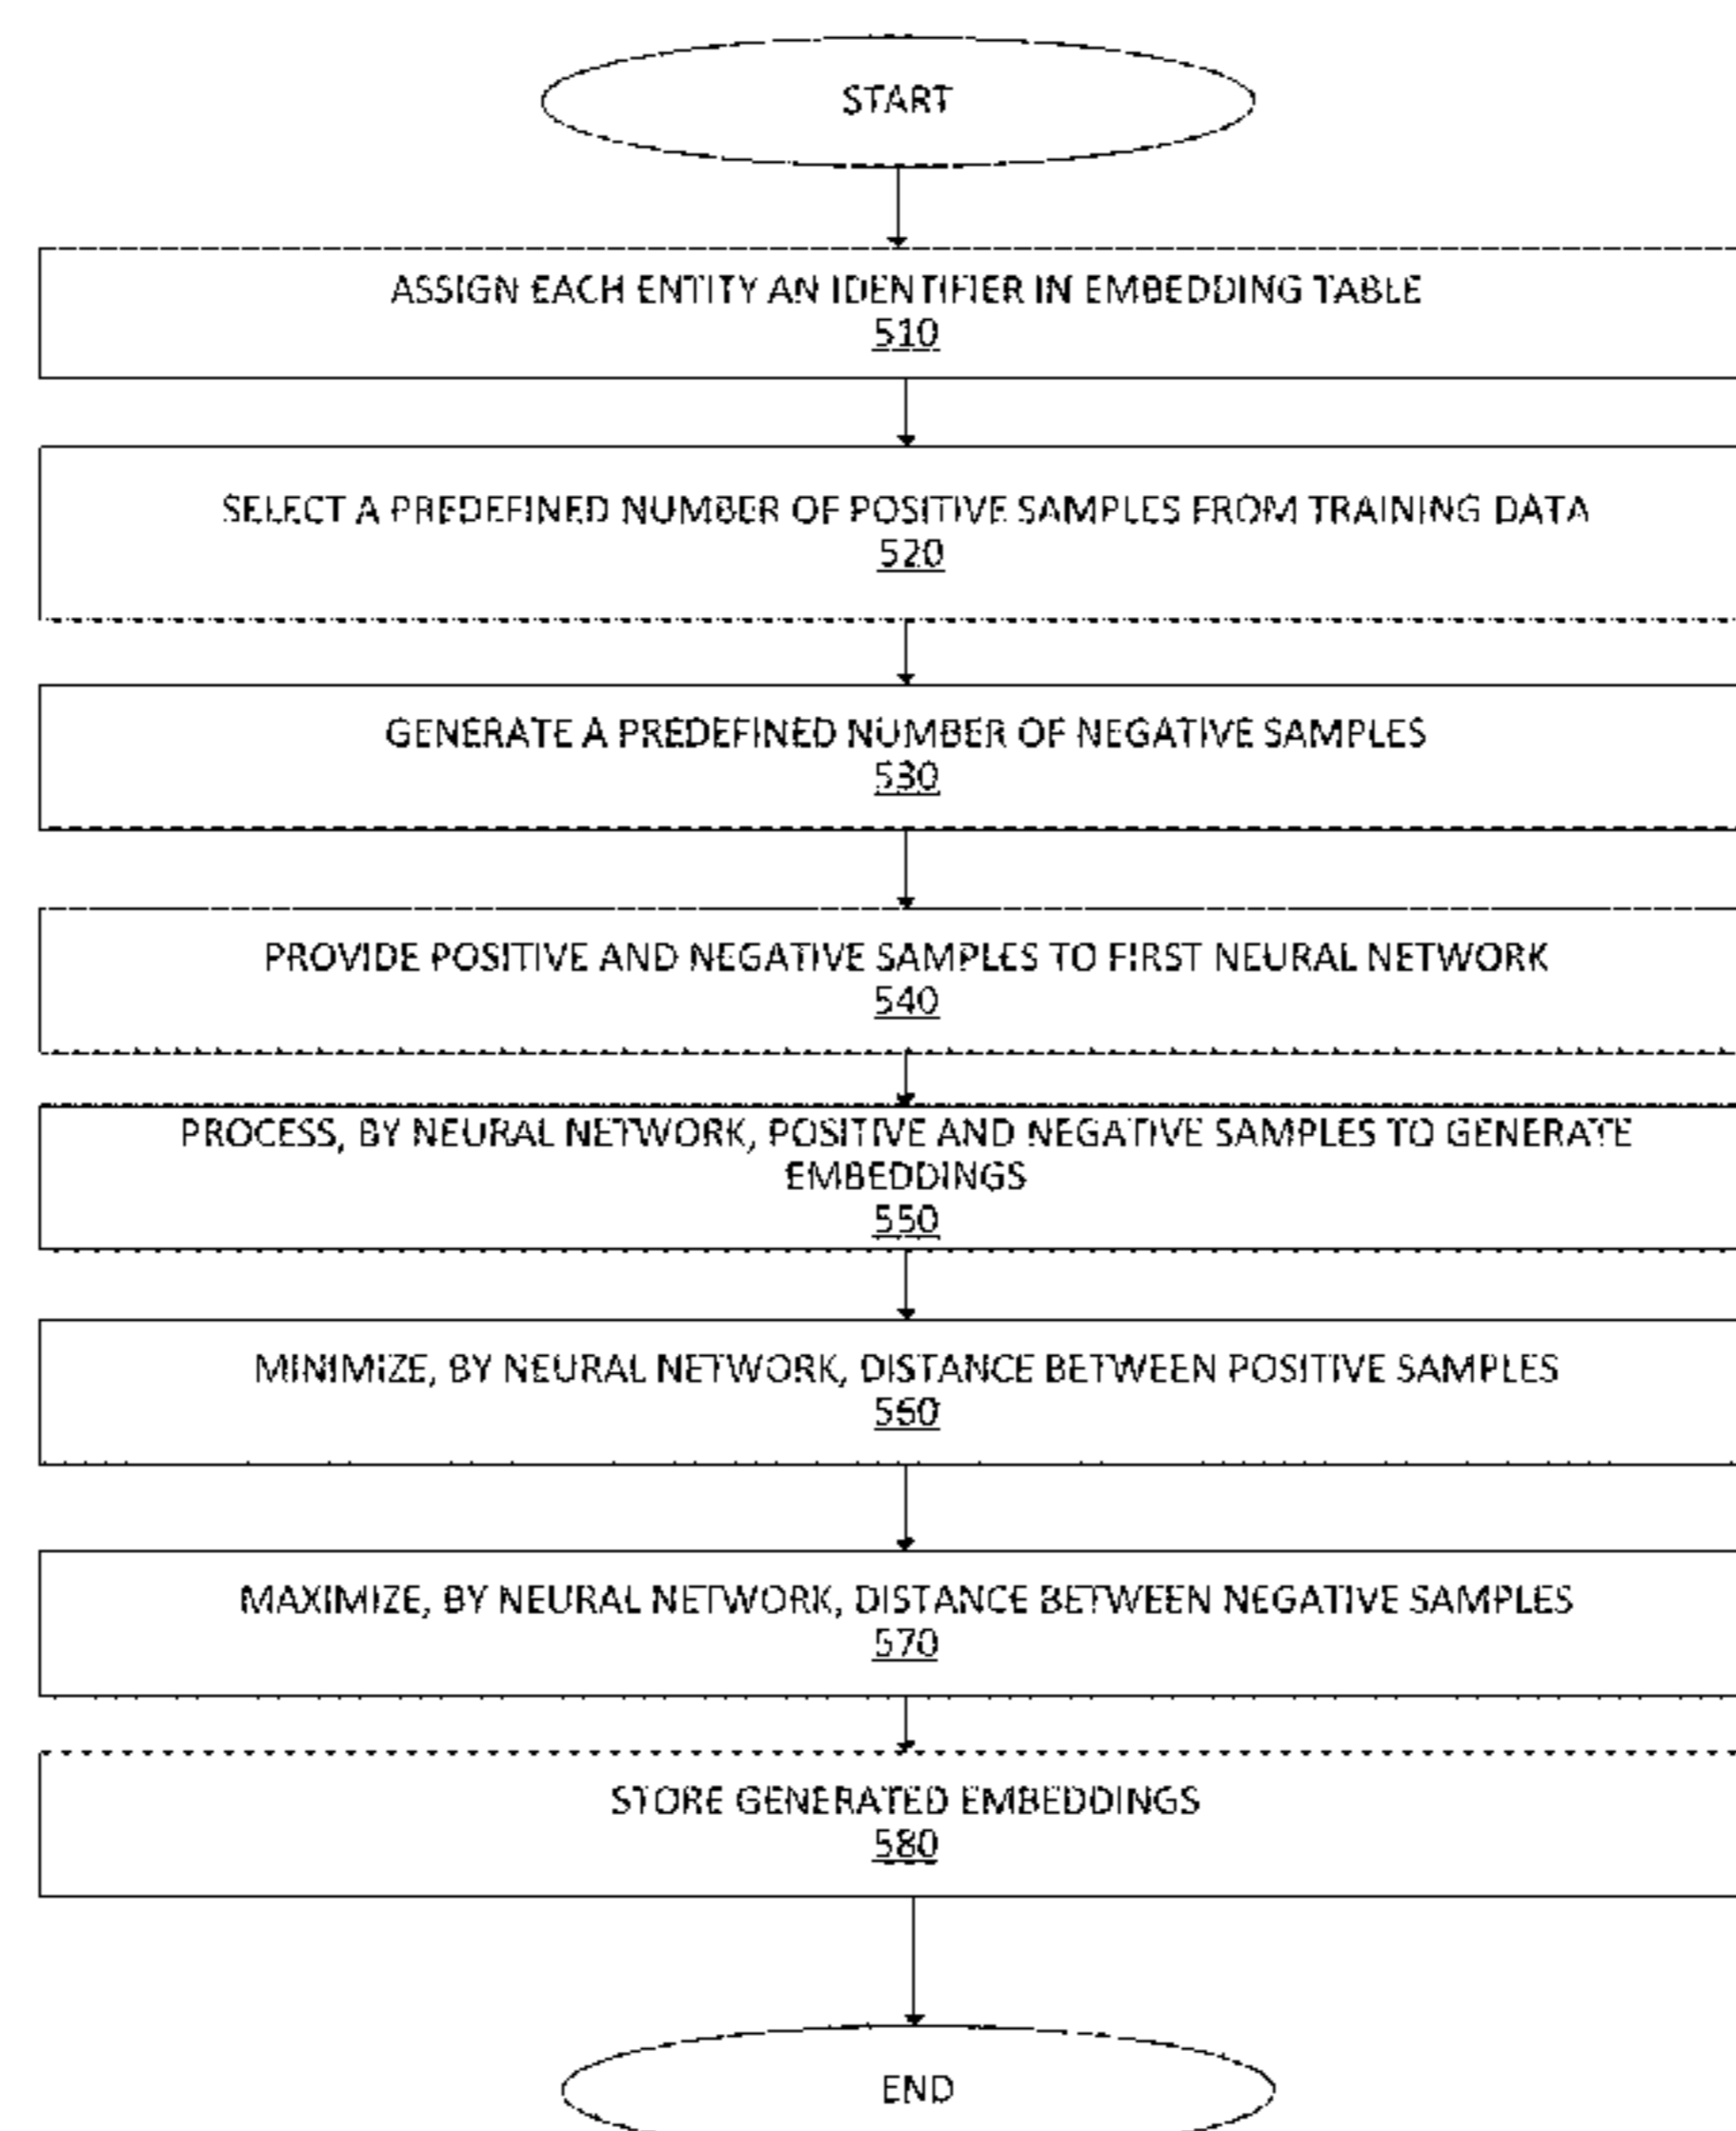 START
ASSIGN EACH ENTITY AN IDENTIFIER IN EMBEDDING TABLE
510
SELECT A PREDEFINED NUMBER OF POSITIVE SAMPLES FROM TRAINING DATA
520
GENERATE A PREDEFINED NUMBER OF NEGATIVE SAMPLES
530
PROVIDE POSITIVE AND NEGATIVE SAMPLES TO FIRST NEURAL NETWORK
540
PROCESS, BY NEURAL NETWORK, POSITIVE AND NEGATIVE SAMPLES TO GENERATE
EMBEDDINGS
550
MINIMIZE, BY NEURAL NETWORK, DISTANCE BETWEEN POSITIVE SAMPLES
560
MAXIMIZE, BY NEURAL NETWORK, DISTANCE BETWEEN NEGATIVE SAMPLES
570
STORE GENERATED EMBEDDINGS
580
END